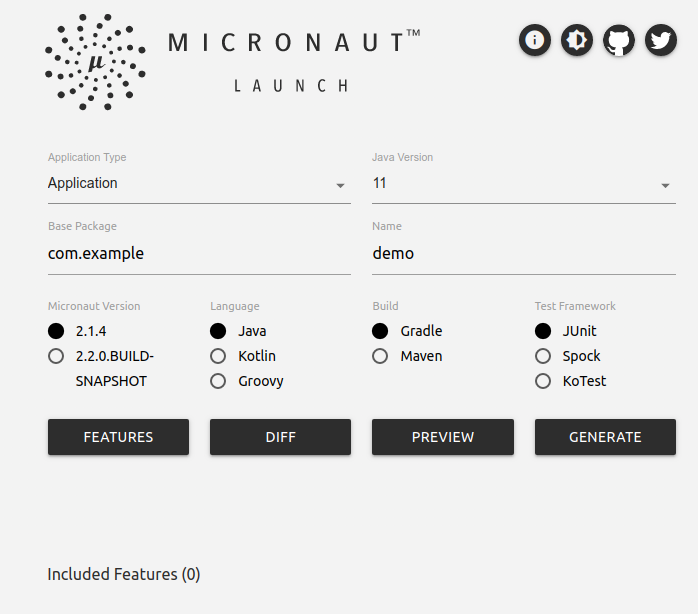 μ
MICRONAUT™
LAUNCH
Application Type
Application
Java Version
11
Base Package
com.example
Name
demo
Micronaut Version
2.1.4
2.2.0.BUILD-
SNAPSHOT
Language
Java
Kotlin
Groovy
Build
Gradle
Maven
Test Framework
JUnit
Spock
KoTest
FEATURES
DIFF
PREVIEW
GENERATE
Included Features (0)